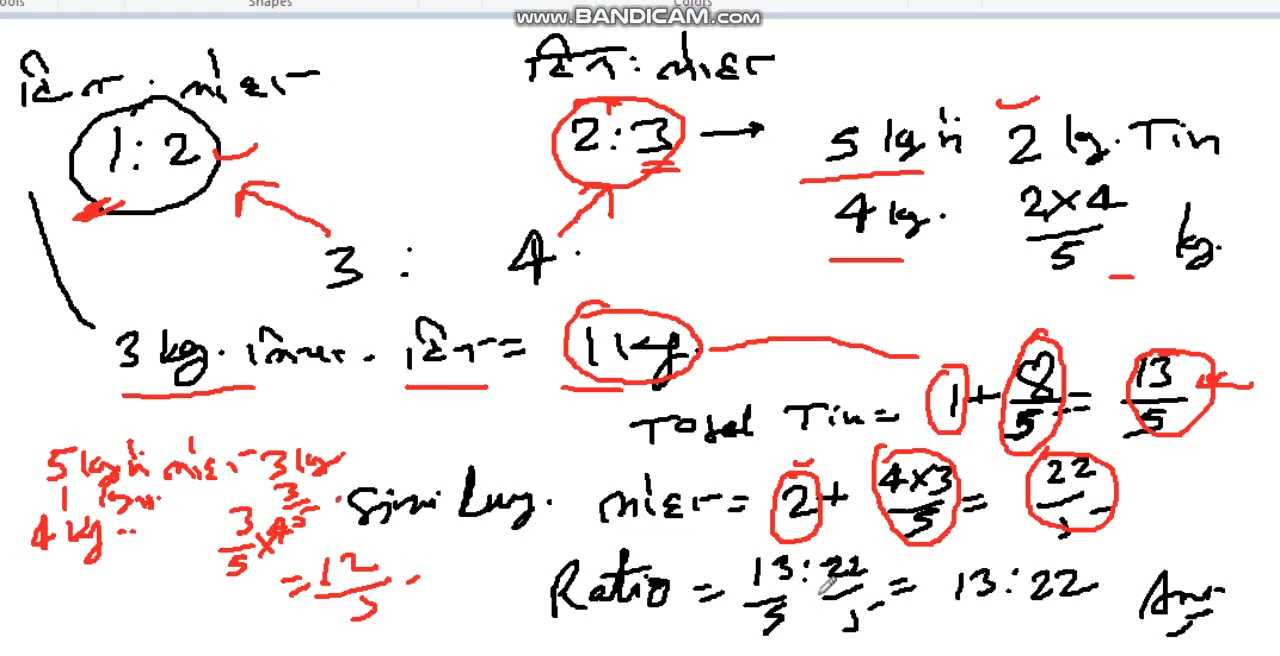 Tools Shapes Colors
www.BANDICAM.com
टिन :
टिन :
1 : 2
2 : 3 → 5 kg में 2 kg. Tin
4 kg. 2×4/5 kg.
3 : 4
3 kg. टिन = 1 kg
Total Tin = 1 + 8/5 = 13/5
5 kg में 3 kg
1 3/5
4 kg 3/5 × 4
= 12/5
Similarly. = 2 + 4×3/5 = 22/5
Ratio = 13/5 : 22/5 = 13 : 22 Ans